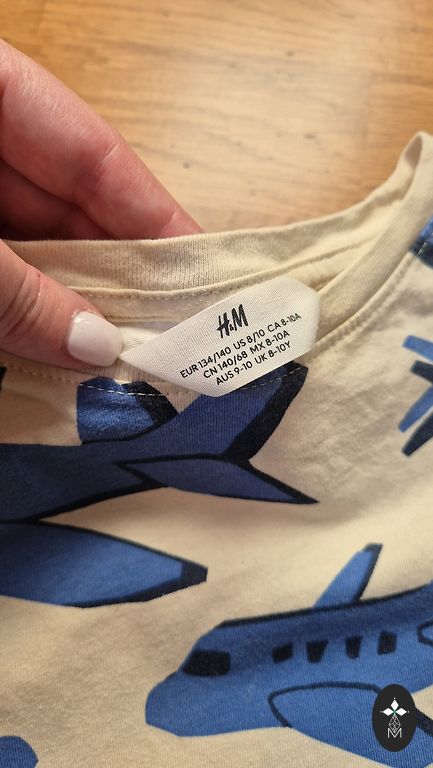 H&M
EUR 134/140 US 8/10 CA 8-10A
CN 140/68 MX 8-10A
AUS 9-10 UK 8-10Y
M